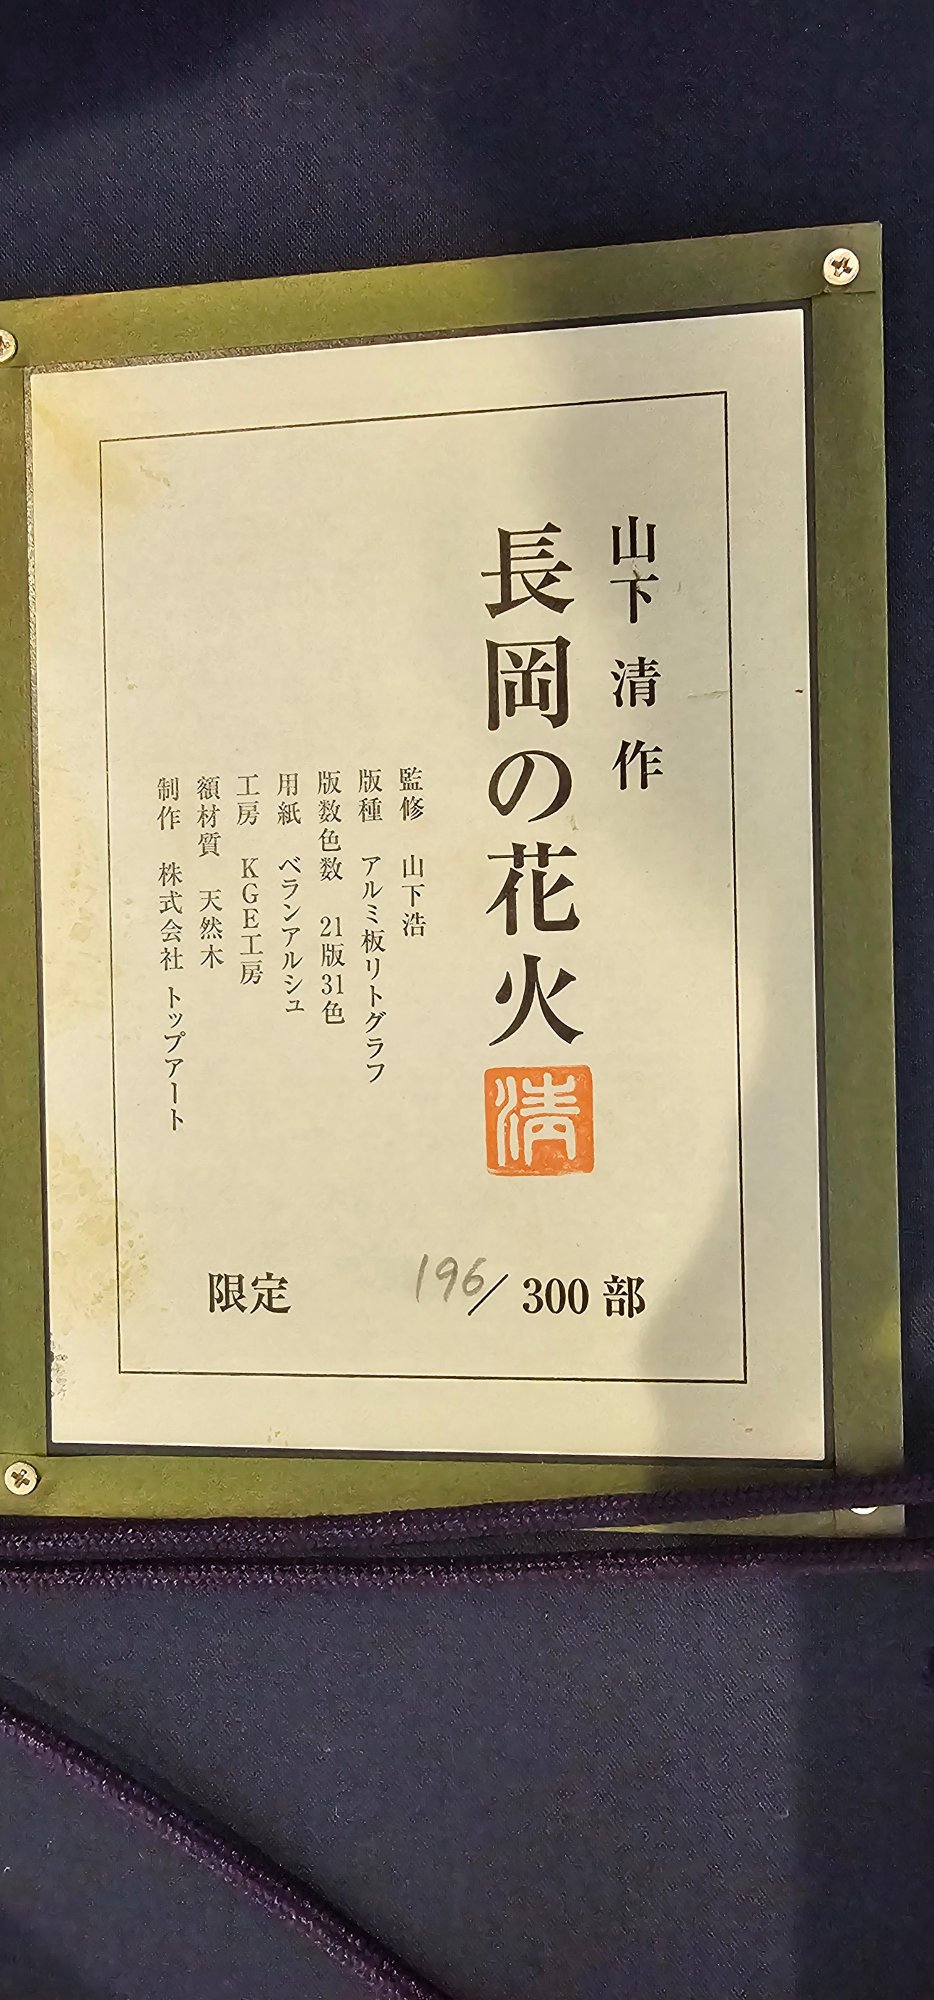 山下 清 作
長岡の花火
清
監修 山下浩
版種 アルミ板リトグラフ
版数色数 21版31色
用紙 ベランアルシュ
工房 KGE工房
額材質 天然木
制作 株式会社 トップアート
限定 196/300部